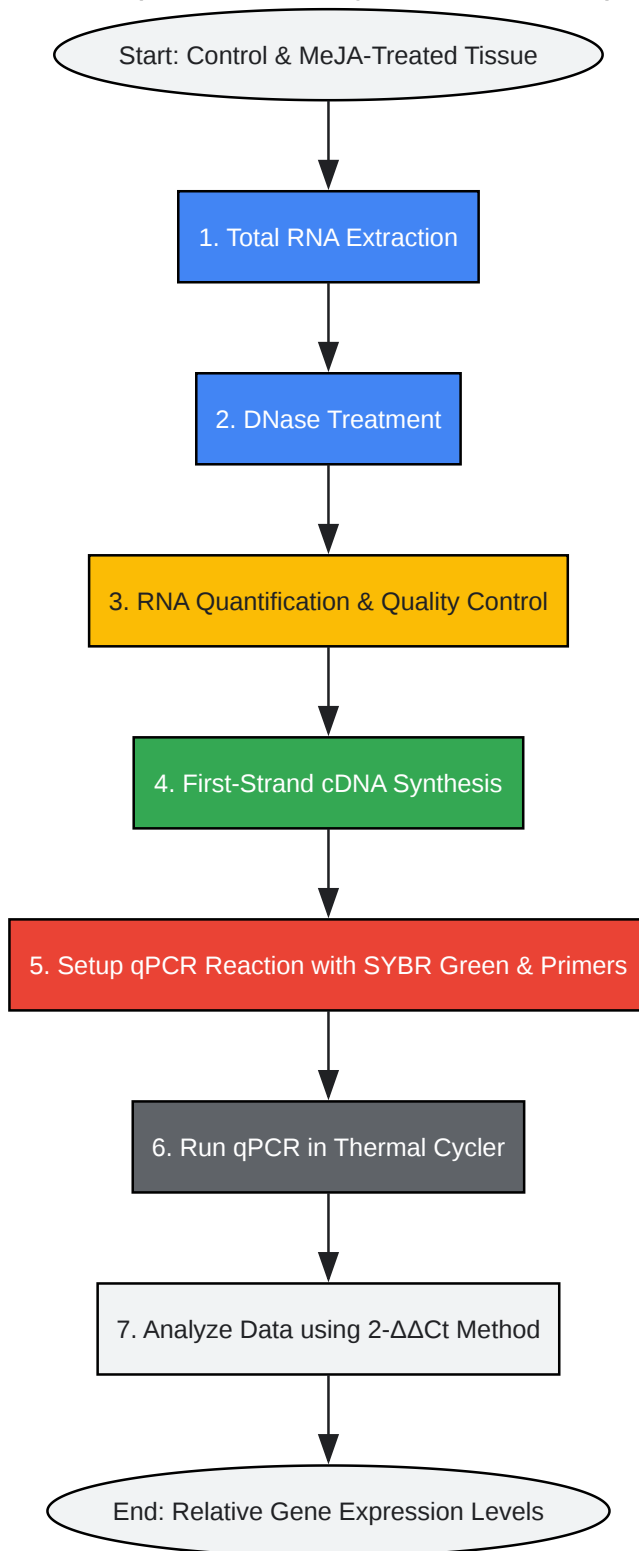 Start: Control & MeJA-Treated Tissue
1. Total RNA Extraction
2. DNase Treatment
3. RNA Quantification & Quality Control
4. First-Strand cDNA Synthesis
5. Setup qPCR Reaction with SYBR Green & Primers
6. Run qPCR in Thermal Cycler
7. Analyze Data using 2-ΔΔCt Method
End: Relative Gene Expression Levels